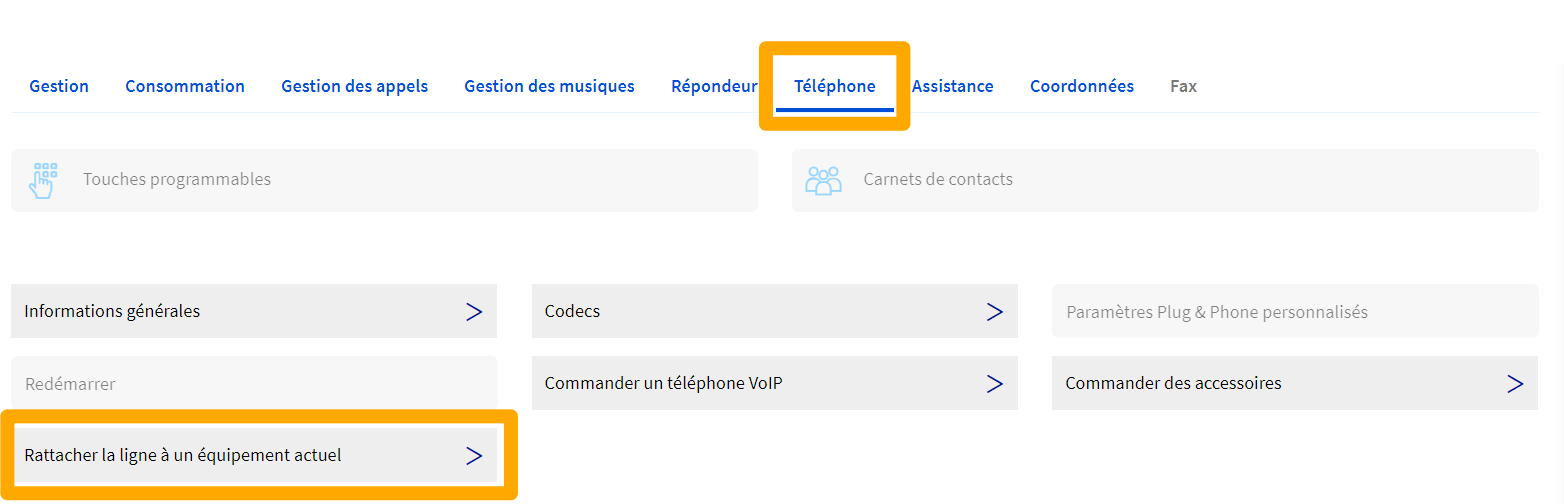 Gestion Consommation Gestion des appels Gestion des musiques Répondeur Téléphone Assistance Coordonnées Fax
Touches programmables Carnets de contacts
Informations générales Codecs Paramètres Plug & Phone personnalisés
Redémarrer Commander un téléphone VoIP Commander des accessoires
Rattacher la ligne à un équipement actuel